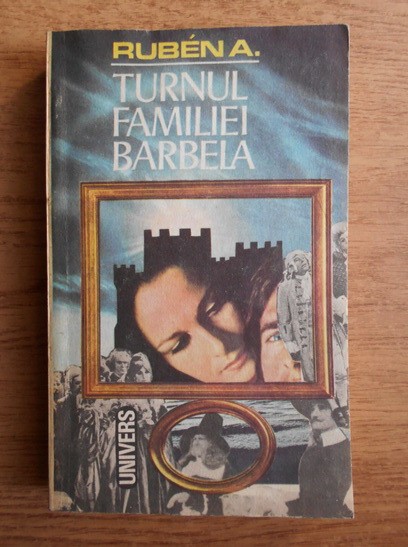 RUBÉN A.
TURNUL
FAMILIEI
BARBELA
UNIVERS